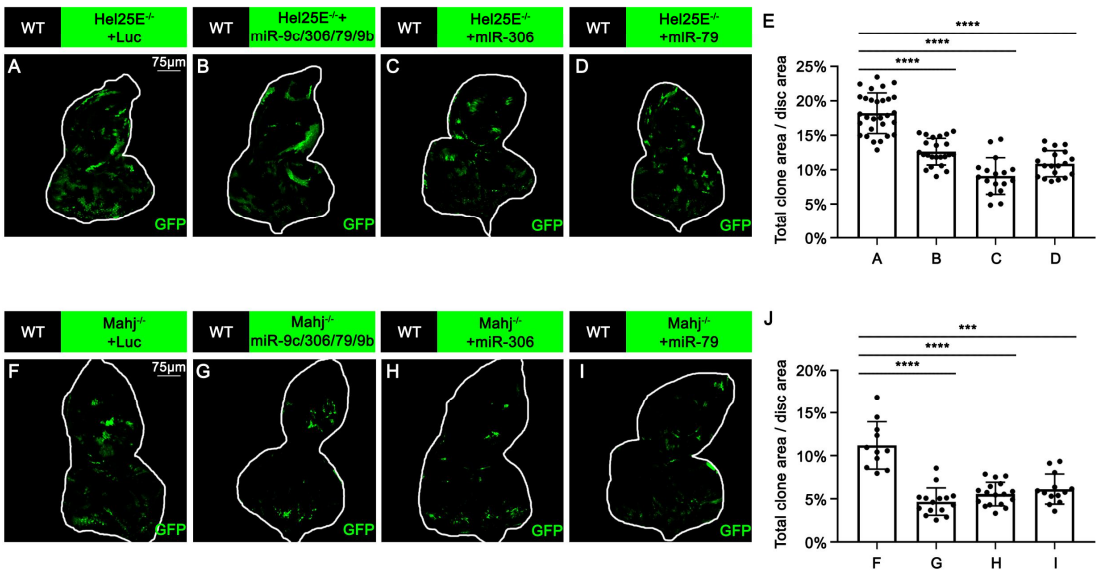 WT
Hel25E-/-
+Luc
WT
Hel25E-/-+
miR-9c/306/79/9b
WT
Hel25E-/-
+mIR-306
WT
Hel25E-/-
+miR-79
A
75μm
GFP
B
GFP
C
GFP
D
GFP
E
****
****
****
Total clone area / disc area
25%
20%
15%
10%
5%
0%
A
B
C
D
WT
Mahj-/-
+Luc
WT
Mahj-/-
miR-9c/306/79/9b
WT
Mahj-/-
+miR-306
WT
Mahj-/-
+miR-79
F
75μm
GFP
G
GFP
H
GFP
I
GFP
J
***
****
****
Total clone area / disc area
20%
15%
10%
5%
0%
F
G
H
I